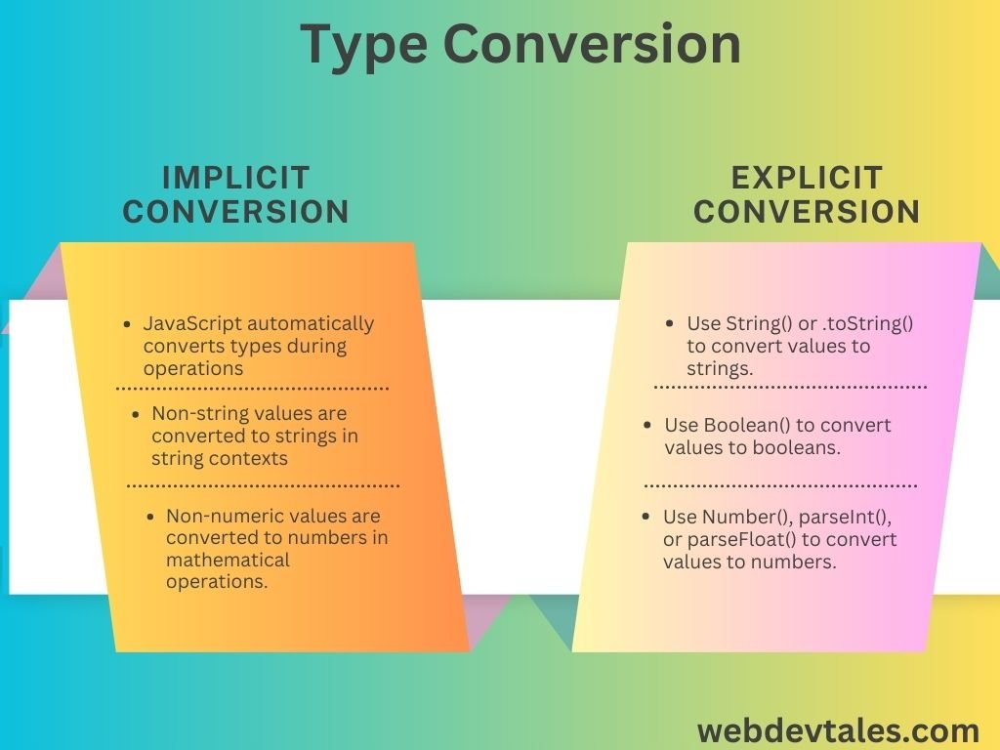 Type Conversion
IMPLICIT
CONVERSION
• JavaScript automatically
converts types during
operations
• Non-string values are
converted to strings in
string contexts
• Non-numeric values are
converted to numbers in
mathematical
operations.
EXPLICIT
CONVERSION
• Use String() or .toString()
to convert values to
strings.
• Use Boolean() to convert
values to booleans.
• Use Number(), parseInt(),
or parseFloat() to convert
values to numbers.
webdevtales.com